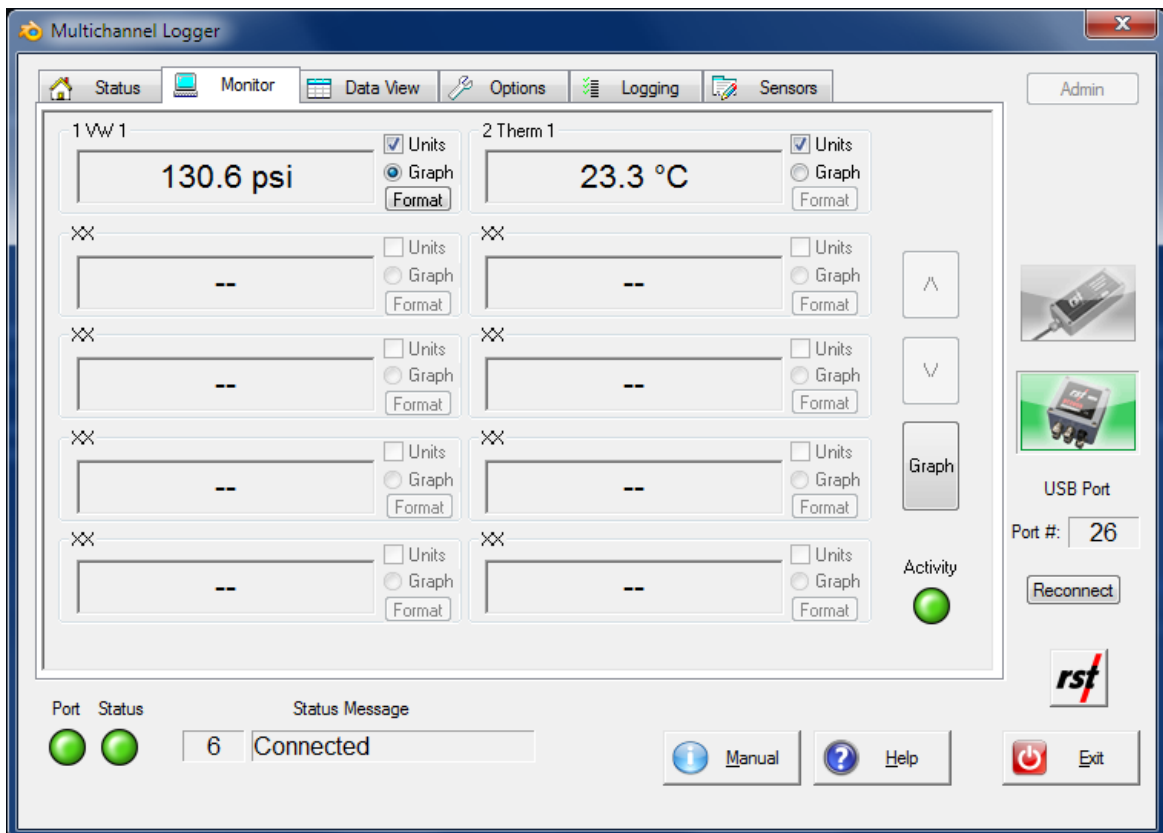 Multichannel Logger
X
Status
Monitor
Data View
Options
Logging
Sensors
Admin
1 VW 1
130.6 psi
Units
Graph
Format
2 Therm 1
23.3 °C
Units
Graph
Format
XX
--
Units
Graph
Format
XX
--
Units
Graph
Format
XX
--
Units
Graph
Format
XX
--
Units
Graph
Format
XX
--
Units
Graph
Format
XX
--
Units
Graph
Format
XX
--
Units
Graph
Format
XX
--
Units
Graph
Format
/\
\/
Graph
Activity
rst
USB Port
Port #: 26
Reconnect
rst
Port Status
Status Message
6 Connected
Manual
Help
Exit